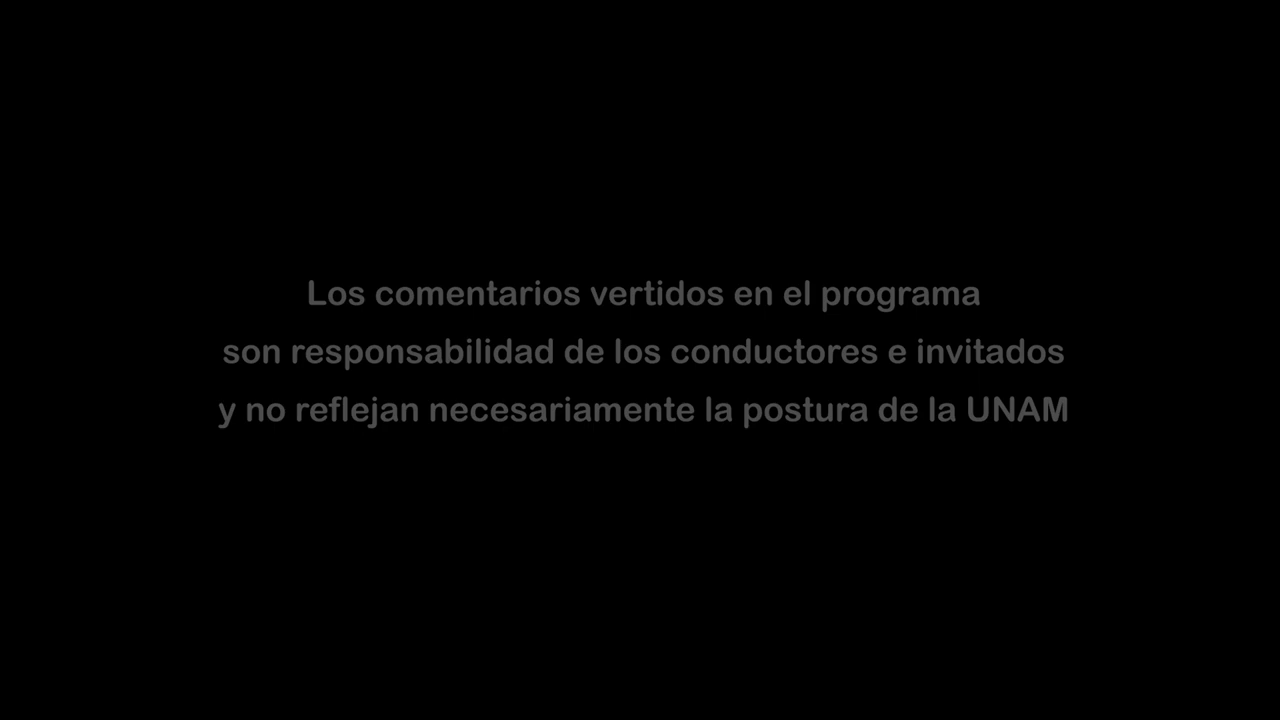 Los comentarios vertidos en el programa
son responsabilidad de los conductores e invitados
y no reflejan necesariamente la postura de la UNAM